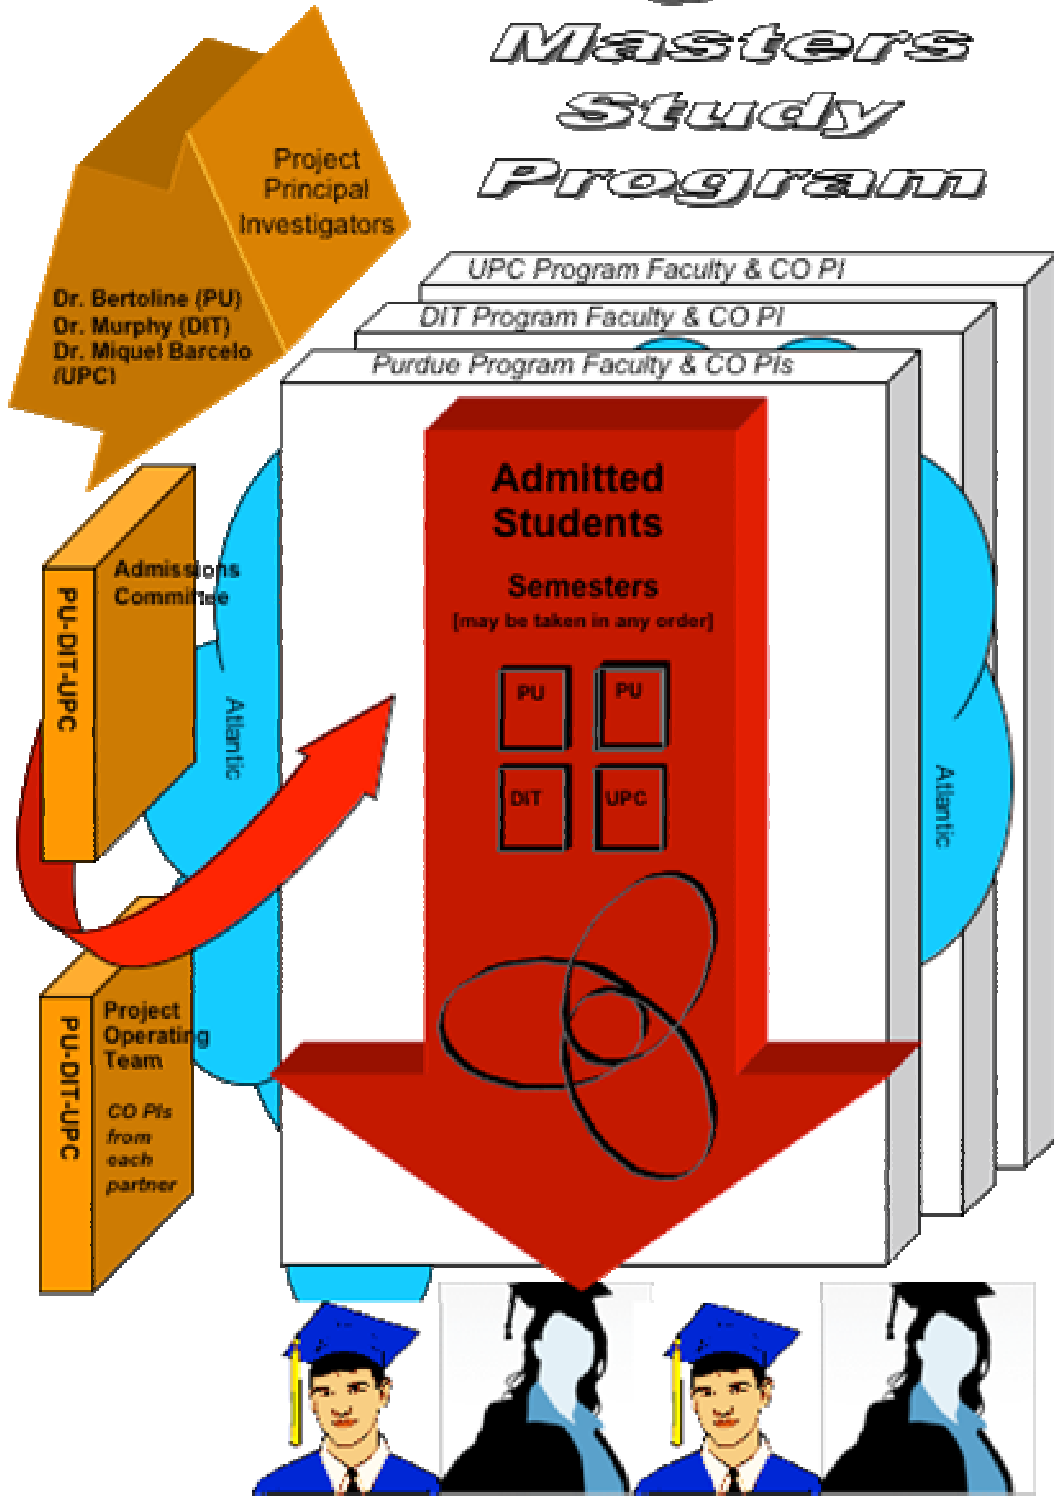 Masters
Study
Program
Project
Principal
Investigators
Dr. Bertoline (PU)
Dr. Murphy (DIT)
Dr. Miquel Barcelo
(UPC)
UPC Program Faculty & CO PI
DIT Program Faculty & CO PI
Purdue Program Faculty & CO PIs
Admitted
Students
Semesters
[may be taken in any order]
PU
PU
DIT
UPC
PU-DIT-UPC
Admissions
Committee
Atlantic
Atlantic
PU-DIT-UPC
Project
Operating
Team
CO PIs
from
each
partner